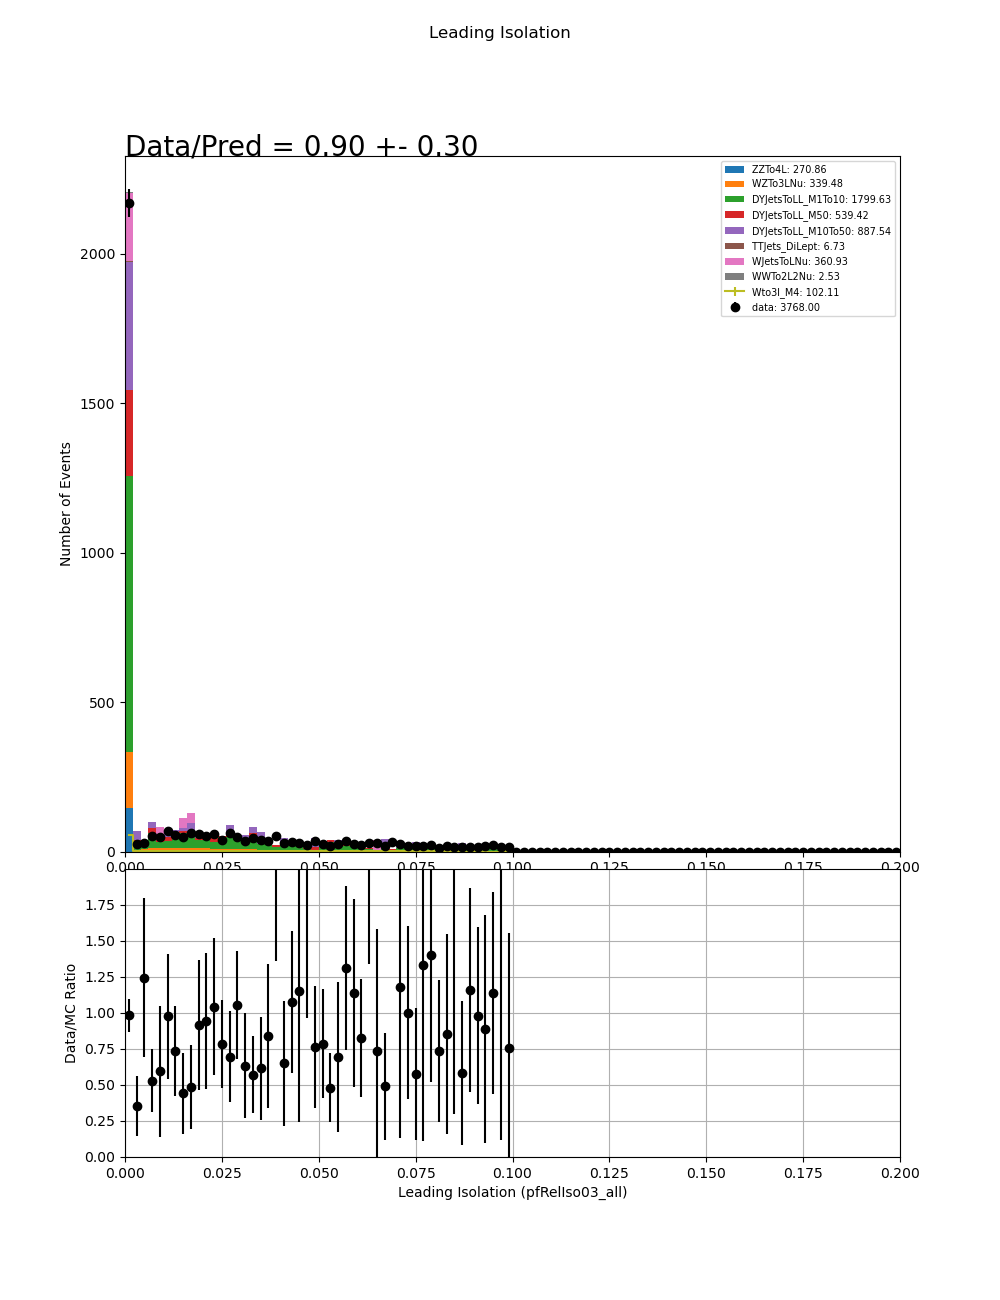 Leading Isolation
Data/Pred = 0.90 +- 0.30
ZZTo4L: 270.86
WZTo3LNu: 339.48
DYJetsToLL_M1To10: 1799.63
DYJetsToLL_M50: 539.42
DYJetsToLL_M10To50: 887.54
TTJets_DiLept: 6.73
WJetsToLNu: 360.93
WWTo2L2Nu: 2.53
Wto3l_M4: 102.11
data: 3768.00
Number of Events
2000
1500
1000
500
0
0.000 0.025 0.050 0.075 0.100 0.125 0.150 0.175 0.200
Data/MC Ratio
1.75
1.50
1.25
1.00
0.75
0.50
0.25
0.00
0.000 0.025 0.050 0.075 0.100 0.125 0.150 0.175 0.200
Leading Isolation (pfRelIso03_all)